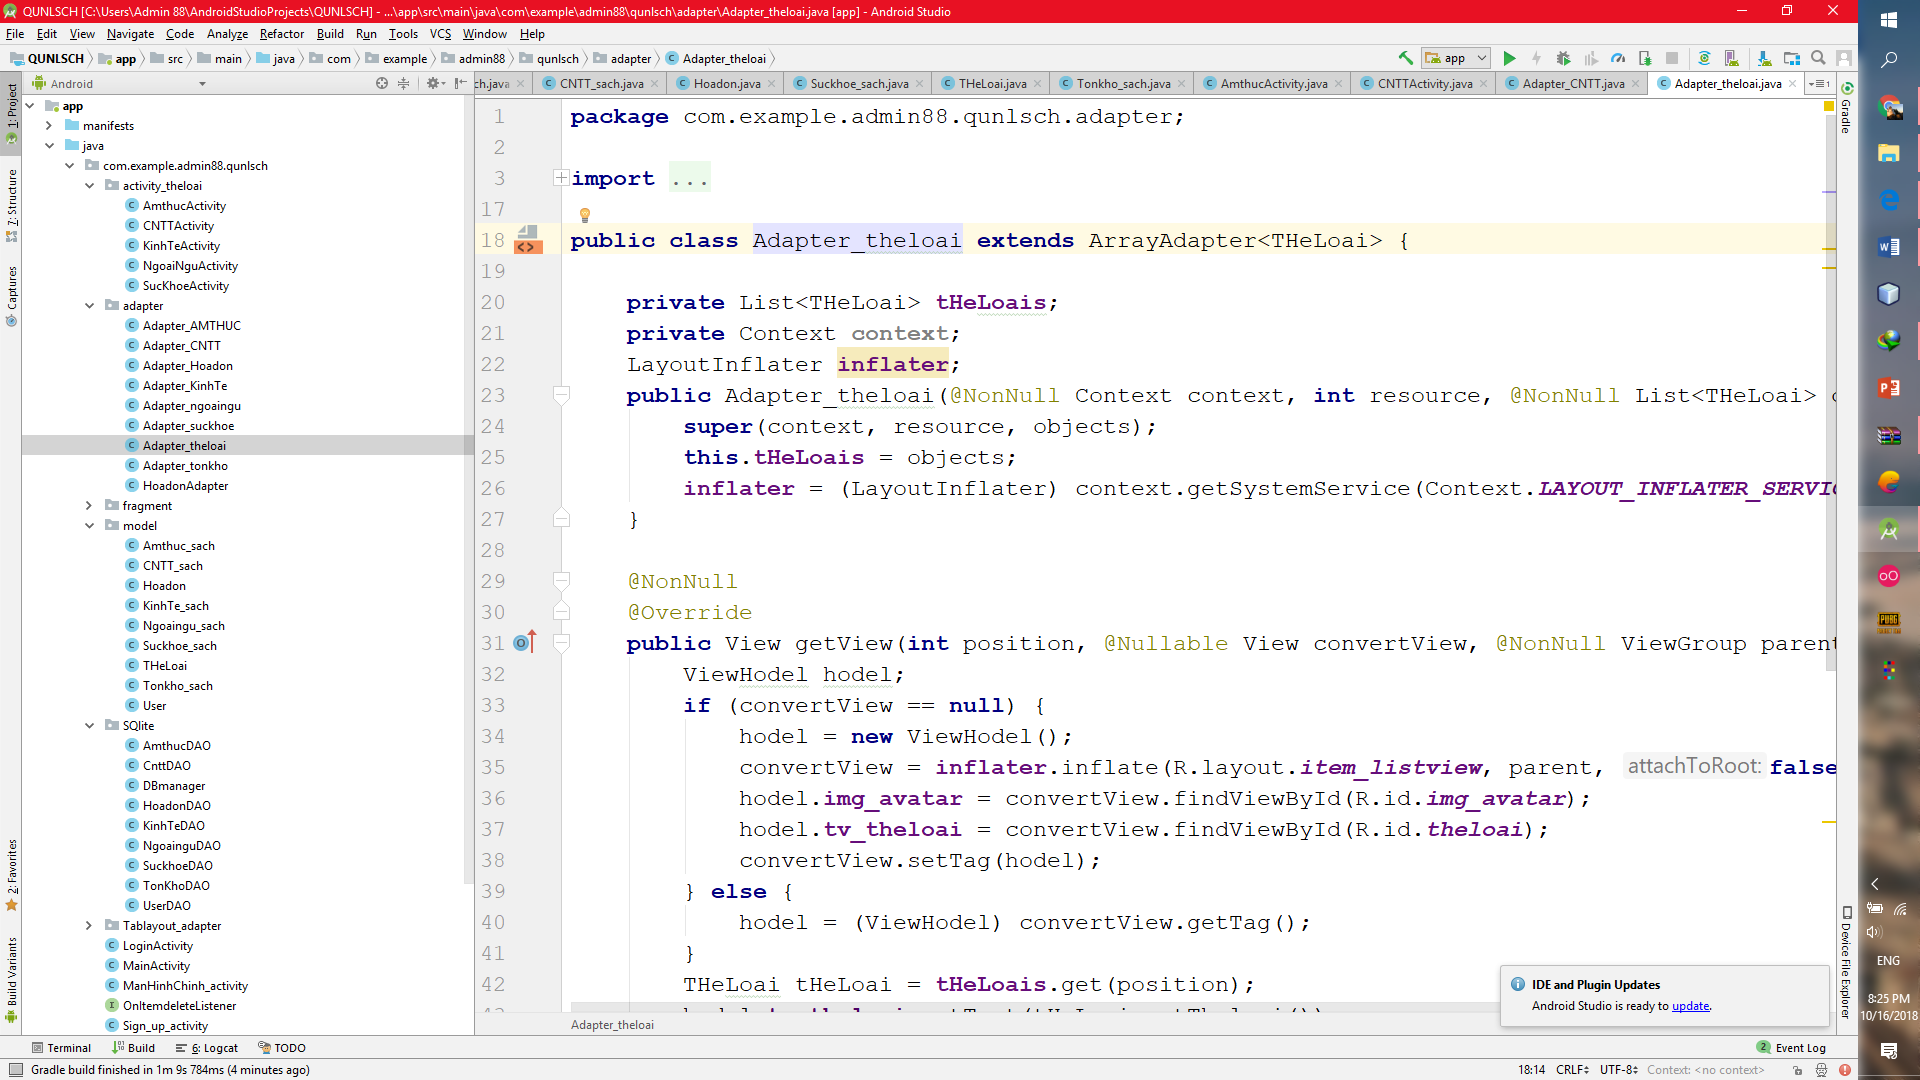 QUNLSCH [C:\Users\Admin 88\AndroidStudioProjects\QUNLSCH] - ...\app\src\main\java\com\example\admin88\qunlsch\adapter\Adapter_theloai.java [app] - Android Studio
File Edit View Navigate Code Analyze Refactor Build Run Tools VCS Window Help
QUNLSCH app src main java com example admin88 qunlsch adapter Adapter_theloai app
Android
ch.java CNTT_sach.java Hoadon.java Suckhoe_sach.java THeLoai.java Tonkho_sach.java AmthucActivity.java CNTTActivity.java Adapter_CNTT.java Adapter_theloai.java
1: Project
7: Structure
Captures
2: Favorites
Build Variants
app
manifests
java
com.example.admin88.qunlsch
activity_theloai
AmthucActivity
CNTTActivity
KinhTeActivity
NgoaiNguActivity
SucKhoeActivity
adapter
Adapter_AMTHUC
Adapter_CNTT
Adapter_Hoadon
Adapter_KinhTe
Adapter_ngoaingu
Adapter_suckhoe
Adapter_theloai
Adapter_tonkho
HoadonAdapter
fragment
model
Amthuc_sach
CNTT_sach
Hoadon
KinhTe_sach
Ngoaingu_sach
Suckhoe_sach
THeLoai
Tonkho_sach
User
SQlite
AmthucDAO
CnttDAO
DBmanager
HoadonDAO
KinhTeDAO
NgoainguDAO
SuckhoeDAO
TonKhoDAO
UserDAO
Tablayout_adapter
LoginActivity
MainActivity
ManHinhChinh_activity
OnItemdeleteListener
Sign_up_activity
1 package com.example.admin88.qunlsch.adapter;
2
3 import ...
17
18 public class Adapter_theloai extends ArrayAdapter<THeLoai> {
19
20 private List<THeLoai> tHeLoais;
21 private Context context;
22 LayoutInflater inflater;
23 public Adapter_theloai(@NonNull Context context, int resource, @NonNull List<THeLoai>
24 super(context, resource, objects);
25 this.tHeLoais = objects;
26 inflater = (LayoutInflater) context.getSystemService(Context.LAYOUT_INFLATER_SERVIC
27 }
28
29 @NonNull
30 @Override
31 public View getView(int position, @Nullable View convertView, @NonNull ViewGroup parent
32 ViewHodel hodel;
33 if (convertView == null) {
34 hodel = new ViewHodel();
35 convertView = inflater.inflate(R.layout.item_listview, parent, attachToRoot: false
36 hodel.img_avatar = convertView.findViewById(R.id.img_avatar);
37 hodel.tv_theloai = convertView.findViewById(R.id.theloai);
38 convertView.setTag(hodel);
39 } else {
40 hodel = (ViewHodel) convertView.getTag();
41 }
42 THeLoai tHeLoai = tHeLoais.get(position);
Adapter_theloai
Gradle
Device File Explorer
IDE and Plugin Updates
Android Studio is ready to update.
Terminal Build 6: Logcat TODO 2 Event Log
Gradle build finished in 1m 9s 784ms (4 minutes ago) 18:14 CRLF UTF-8 Context: <no context>
ENG
8:25 PM
10/16/2018